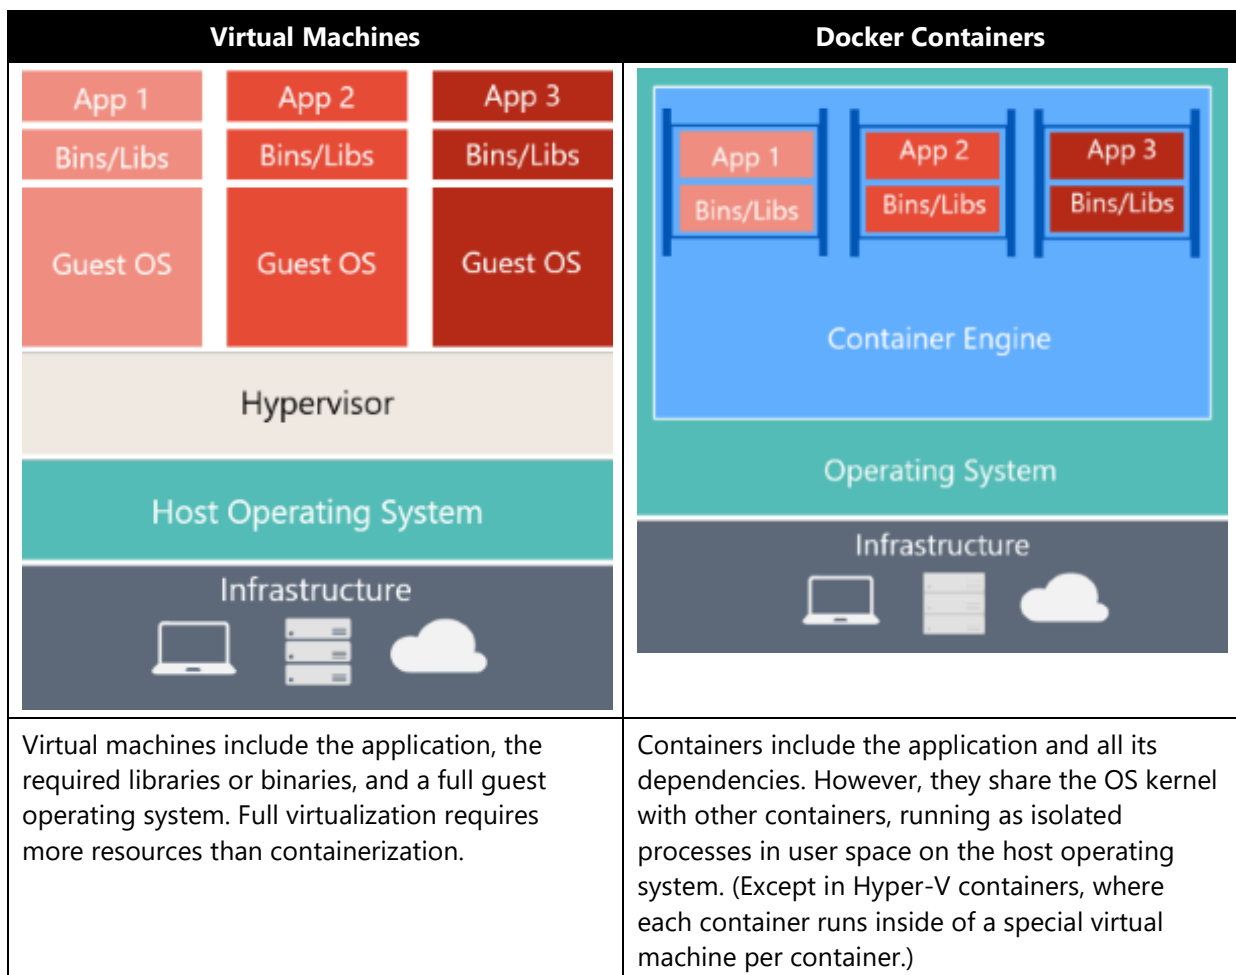 Virtual Machines
Docker Containers
App 1
App 2
App 3
Bins/Libs
Bins/Libs
Bins/Libs
Guest OS
Guest OS
Guest OS
Hypervisor
Host Operating System
Infrastructure
App 1
App 2
App 3
Bins/Libs
Bins/Libs
Bins/Libs
Container Engine
Operating System
Infrastructure
Virtual machines include the application, the
required libraries or binaries, and a full guest
operating system. Full virtualization requires
more resources than containerization.
Containers include the application and all its
dependencies. However, they share the OS kernel
with other containers, running as isolated
processes in user space on the host operating
system. (Except in Hyper-V containers, where
each container runs inside of a special virtual
machine per container.)